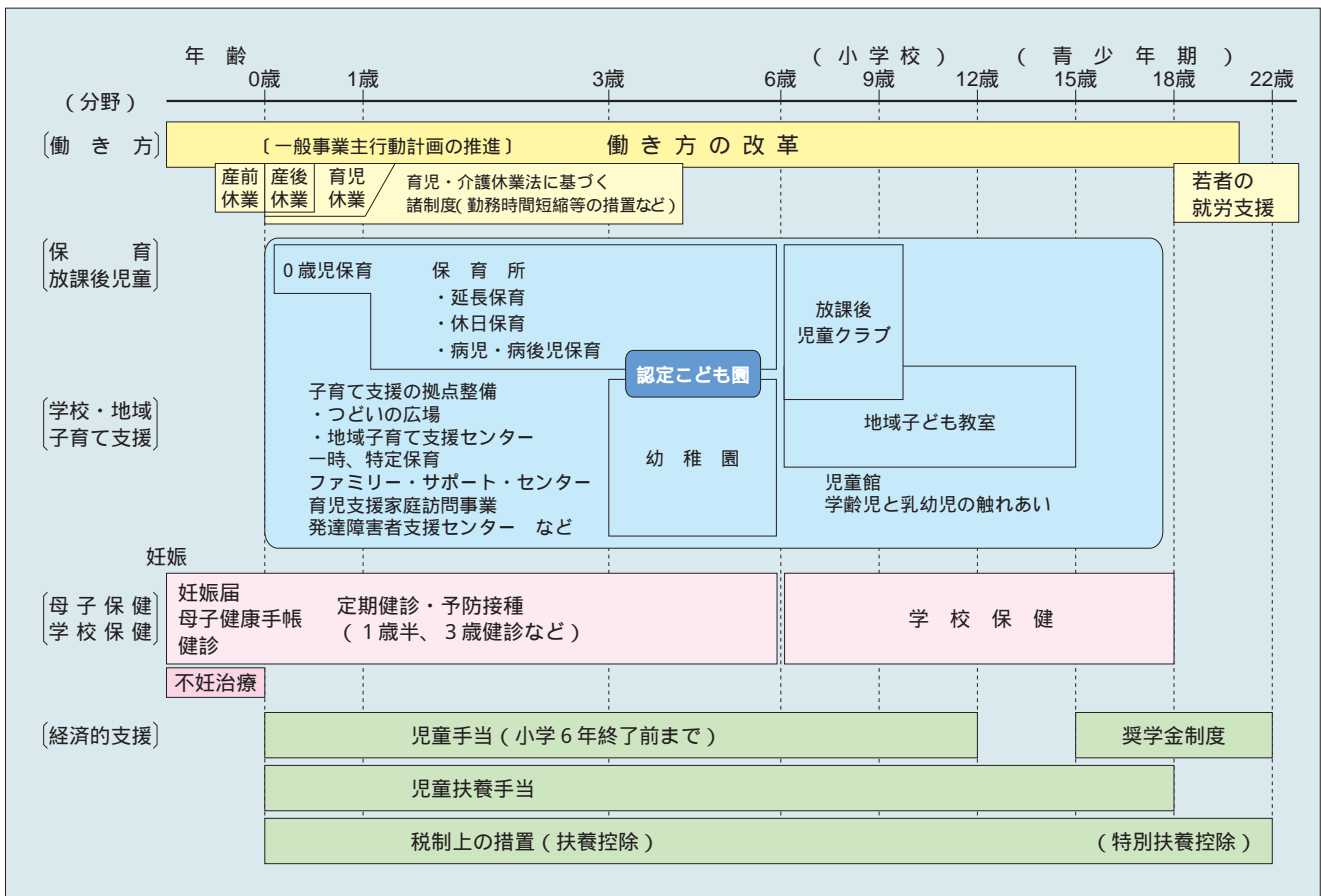 年　齢
（小学校）　（青少年期）
0歳　1歳　3歳　6歳　9歳　12歳　15歳　18歳　22歳
（分野）
〔働き方〕
〔一般事業主行動計画の推進〕　働き方の改革
産前
休業
産後
休業
育児
休業
育児・介護休業法に基づく
諸制度（勤務時間短縮等の措置など）
若者の
就労支援
保　　育
放課後児童
０歳児保育
保　育　所
・延長保育
・休日保育
・病児・病後児保育
放課後
児童クラブ
認定こども園
学校・地域
子育て支援
子育て支援の拠点整備
・つどいの広場
・地域子育て支援センター
一時、特定保育
ファミリー・サポート・センター
育児支援家庭訪問事業
発達障害者支援センター　など
幼　稚　園
地域子ども教室
児童館
学齢児と乳幼児の触れあい
妊娠
母子保健
学校保健
妊娠届
母子健康手帳
健診
定期健診・予防接種
（１歳半、３歳健診など）
学　校　保　健
不妊治療
〔経済的支援〕
児童手当（小学６年終了前まで）
奨学金制度
児童扶養手当
税制上の措置（扶養控除）
（特別扶養控除）